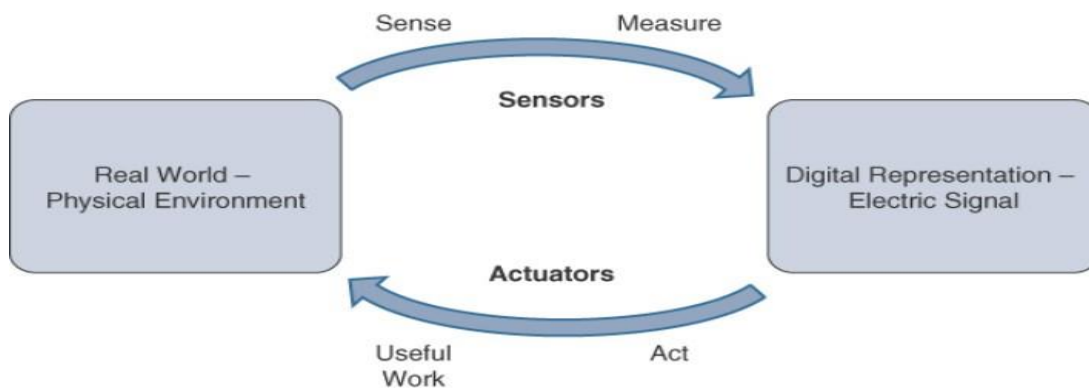 Sense
Measure
Sensors
Real World –
Physical Environment
Digital Representation –
Electric Signal
Actuators
Useful
Work
Act